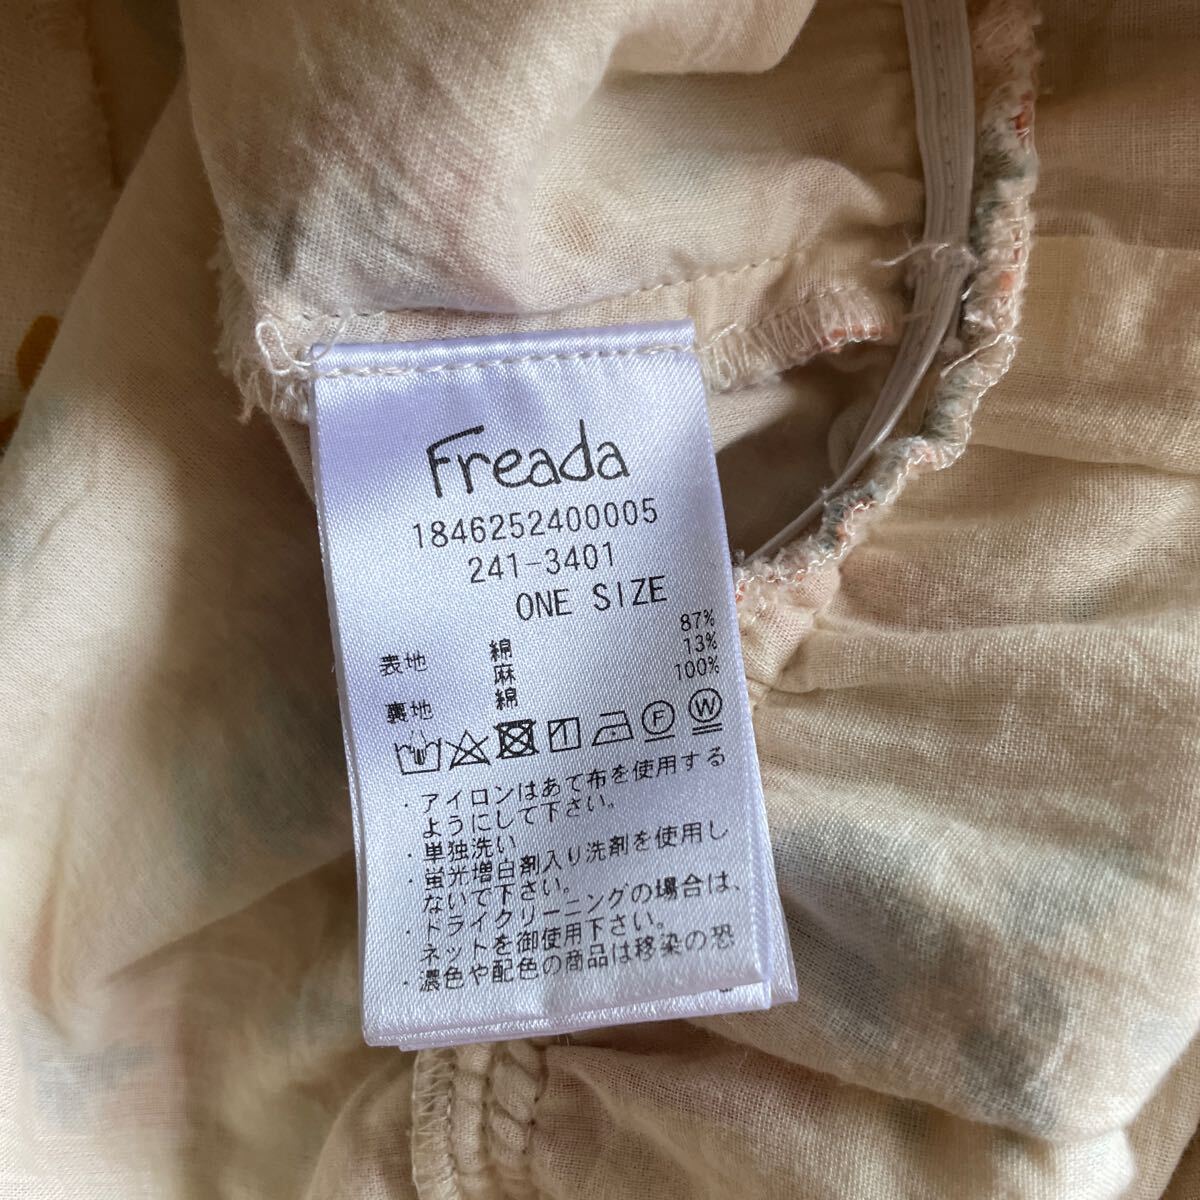 Freada
1846252400005
241-3401
ONE SIZE
表地 綿 87%
麻 13%
裏地 綿 100%
F W
・アイロンはあて布を使用する
ようにして下さい。
・単独洗い
・蛍光増白剤入り洗剤を使用し
ないで下さい。
・ドライクリーニングの場合は、
ネットを御使用下さい。
・濃色や配色の商品は移染の恐